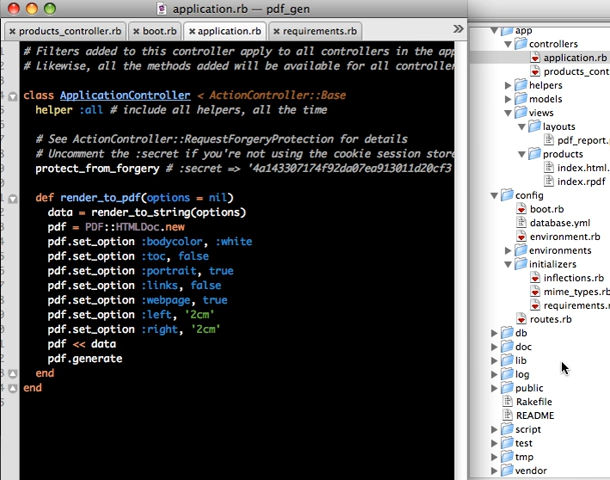 application.rb — pdf_gen
products_controller.rb
boot.rb
application.rb
requirements.rb
# Filters added to this controller apply to all controllers in the app
# Likewise, all the methods added will be available for all controller
class ApplicationController < ActionController::Base
helper :all # include all helpers, all the time
# See ActionController::RequestForgeryProtection for details
# Uncomment the :secret if you're not using the cookie session store
protect_from_forgery # :secret => '4a143307174f92da07ea913011d20cf3
def render_to_pdf(options = nil)
data = render_to_string(options)
pdf = PDF::HTMLDoc.new
pdf.set_option :bodycolor, :white
pdf.set_option :toc, false
pdf.set_option :portrait, true
pdf.set_option :links, false
pdf.set_option :webpage, true
pdf.set_option :left, '2cm'
pdf.set_option :right, '2cm'
pdf << data
pdf.generate
end
end
app
controllers
application.rb
products_cont
helpers
models
views
layouts
pdf_report.
products
index.html.
index.rpdf
config
boot.rb
database.yml
environment.rb
environments
initializers
inflections.rb
mime_types.rb
requirements.r
routes.rb
db
doc
lib
log
public
Rakefile
README
script
test
tmp
vendor